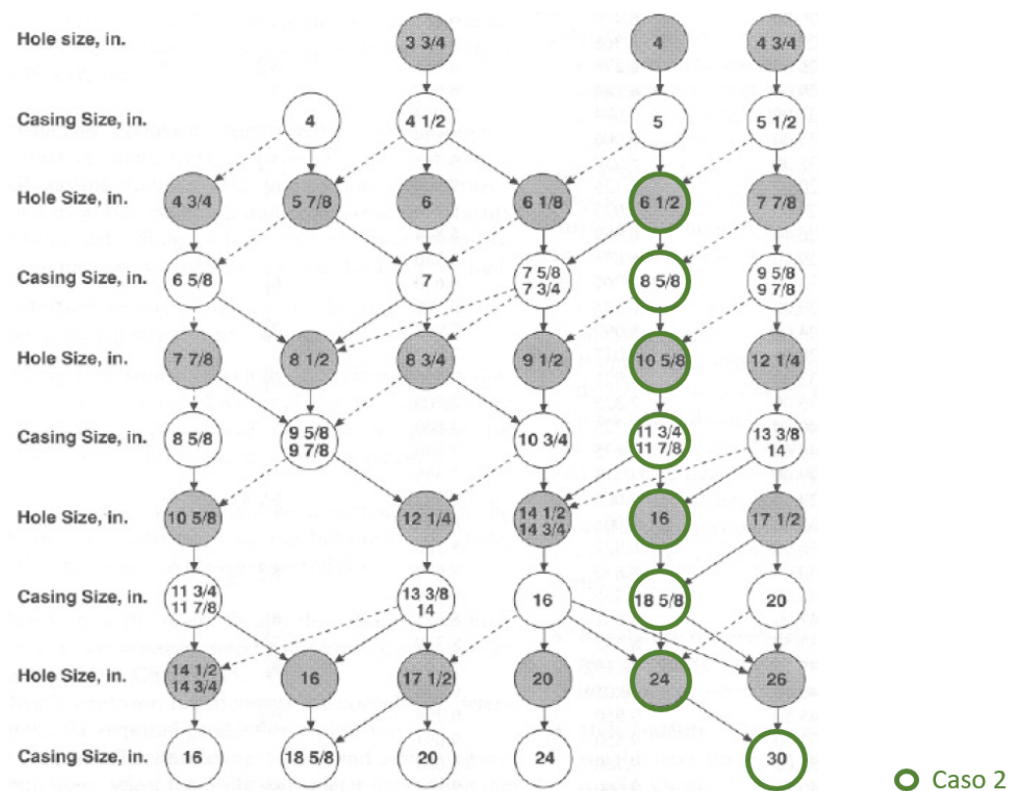 Hole size, in. 3 3/4 4 4 3/4
Casing Size, in. 4 4 1/2 5 5 1/2
Hole Size, in. 4 3/4 5 7/8 6 6 1/8 6 1/2 7 7/8
Casing Size, in. 6 5/8 7 7 5/8 7 3/4 8 5/8 9 5/8 9 7/8
Hole Size, in. 7 7/8 8 1/2 8 3/4 9 1/2 10 5/8 12 1/4
Casing Size, in. 8 5/8 9 5/8 9 7/8 10 3/4 11 3/4 11 7/8 13 3/8 14
Hole Size, in. 10 5/8 12 1/4 14 1/2 14 3/4 16 17 1/2
Casing Size, in. 11 3/4 11 7/8 13 3/8 14 16 18 5/8 20
Hole Size, in. 14 1/2 14 3/4 16 17 1/2 20 24 26
Casing Size, in. 16 18 5/8 20 24 30
Caso 2